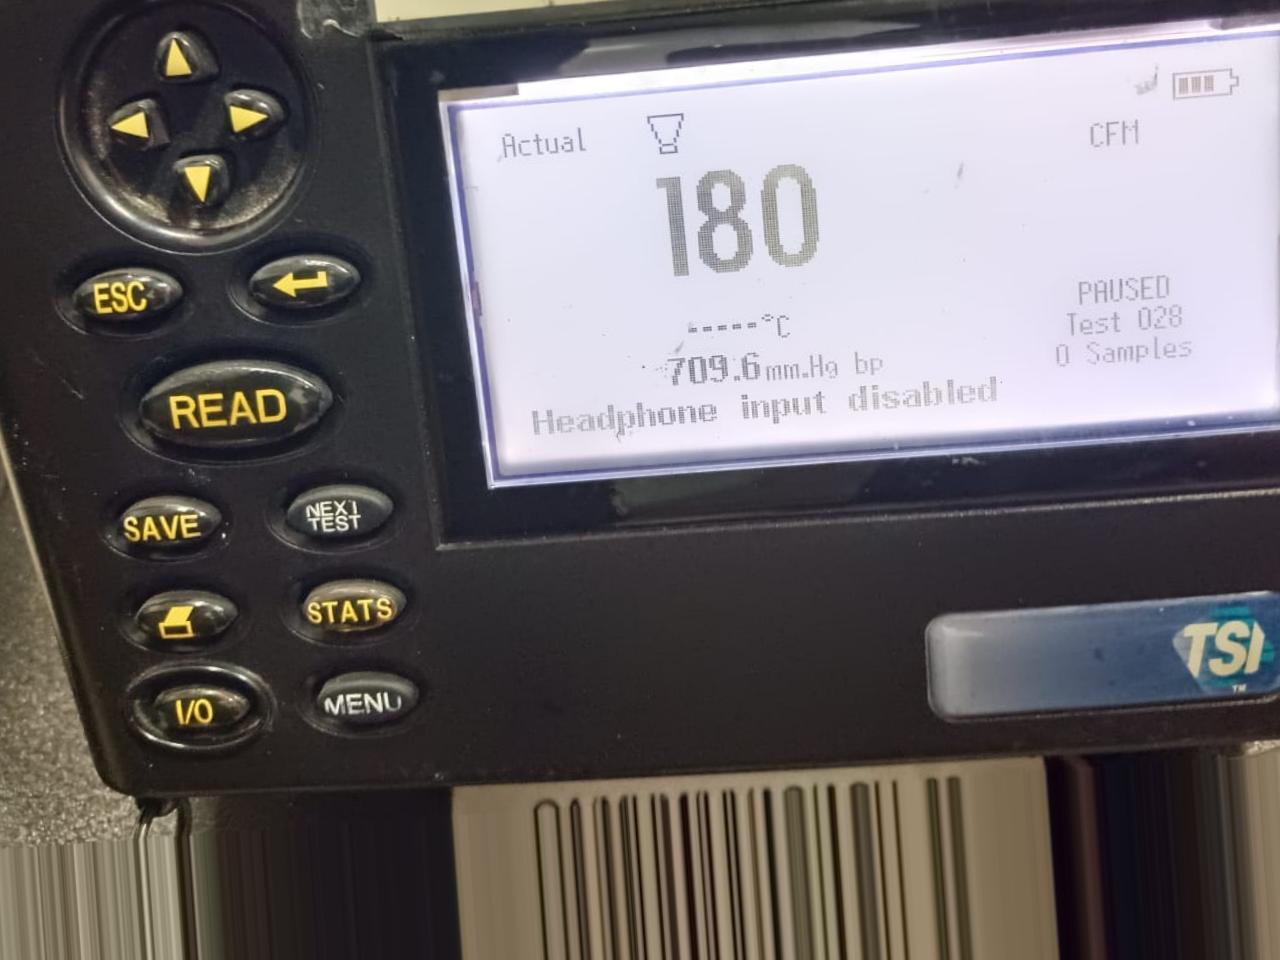 Actual
CFM
180
-----°C
709.6 mm.Hg bp
Headphone input disabled
PAUSED
Test 028
0 Samples
ESC
READ
SAVE
NEXT
TEST
STATS
I/O
MENU
TSI
TM